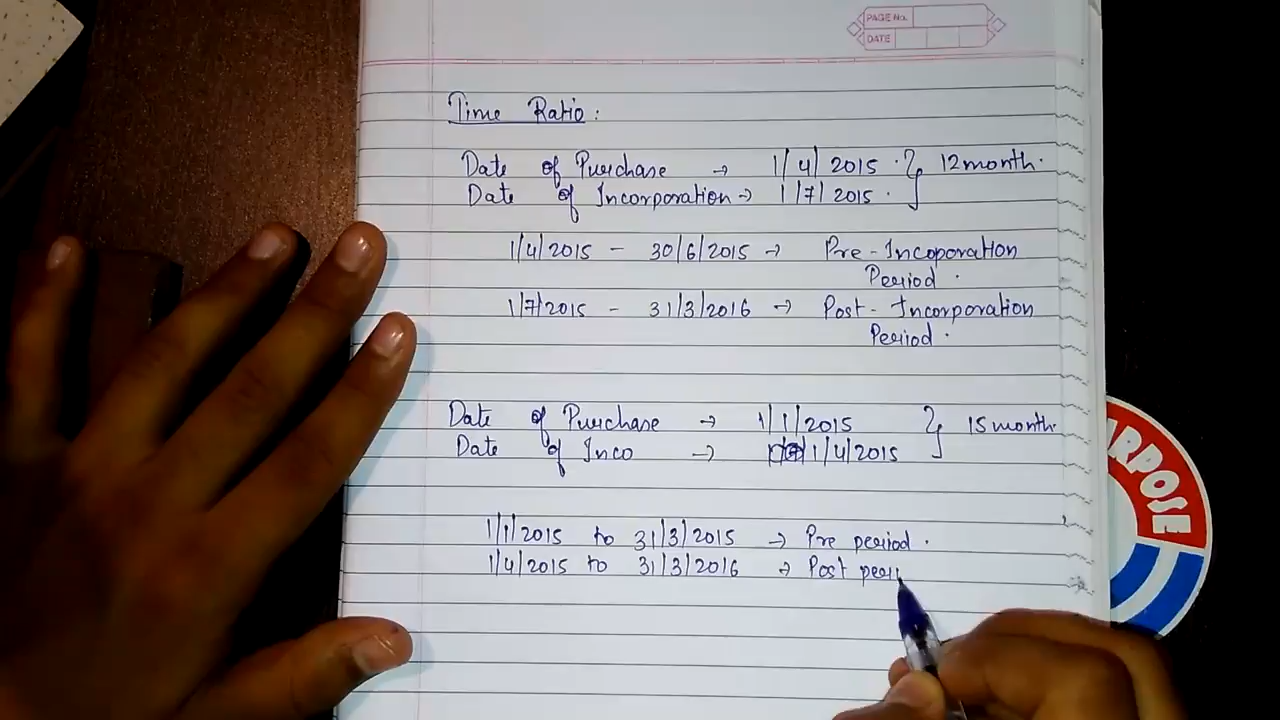 PAGE No.
DATE
Time Ratio:
Date of Purchase → 1/4/2015 . } 12month.
Date of Incorporation → 1/7/2015 .
1/4/2015 - 30/6/2015 → Pre-Incoporation
Period .
1/7/2015 - 31/3/2016 → Post-Incorporation
Period .
Date of Purchase → 1/1/2015 } 15month.
Date of Inco → 1/4/2015
1/1/2015 to 31/3/2015 → Pre period .
1/4/2015 to 31/3/2016 → Post peri
RPOSE